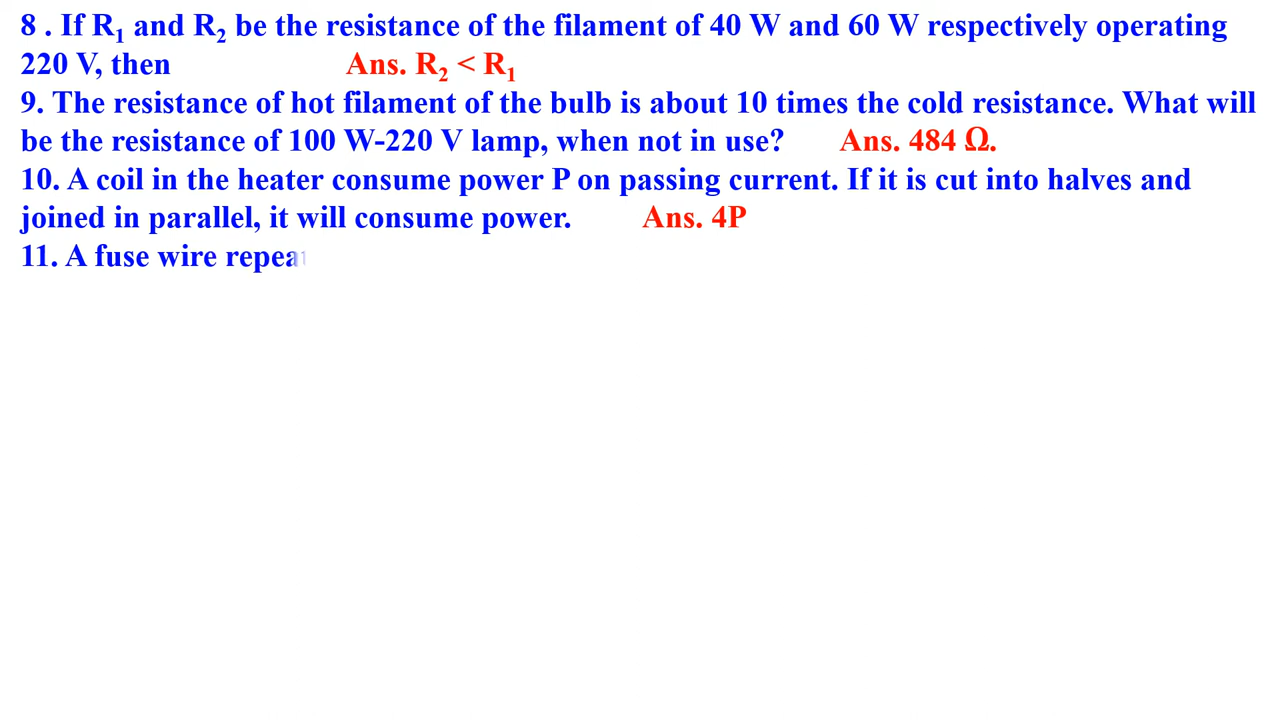 8 . If R₁ and R₂ be the resistance of the filament of 40 W and 60 W respectively operating
220 V, then Ans. R₂ < R₁
9. The resistance of hot filament of the bulb is about 10 times the cold resistance. What will
be the resistance of 100 W-220 V lamp, when not in use? Ans. 484 Ω.
10. A coil in the heater consume power P on passing current. If it is cut into halves and
joined in parallel, it will consume power. Ans. 4P
11. A fuse wire